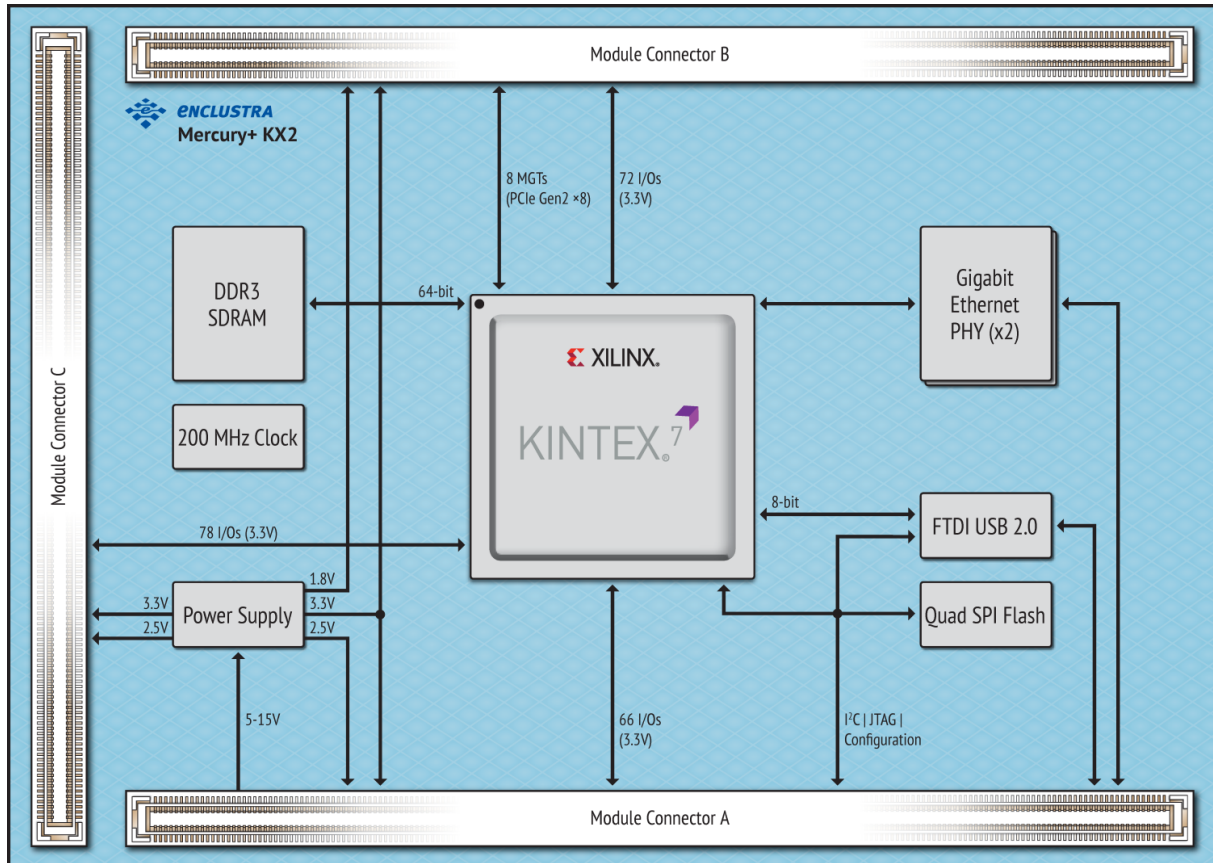 Module Connector B
ENCLUSTRA
Mercury+ KX2
8 MGTs
(PCIe Gen2 ×8)
72 I/Os
(3.3V)
DDR3
SDRAM
64-bit
Gigabit
Ethernet
PHY (x2)
XILINX®
KINTEX®7
200 MHz Clock
Module Connector C
8-bit
FTDI USB 2.0
78 I/Os (3.3V)
Power Supply
1.8V
3.3V
2.5V
3.3V
2.5V
Quad SPI Flash
5-15V
66 I/Os
(3.3V)
I²C | JTAG |
Configuration
Module Connector A